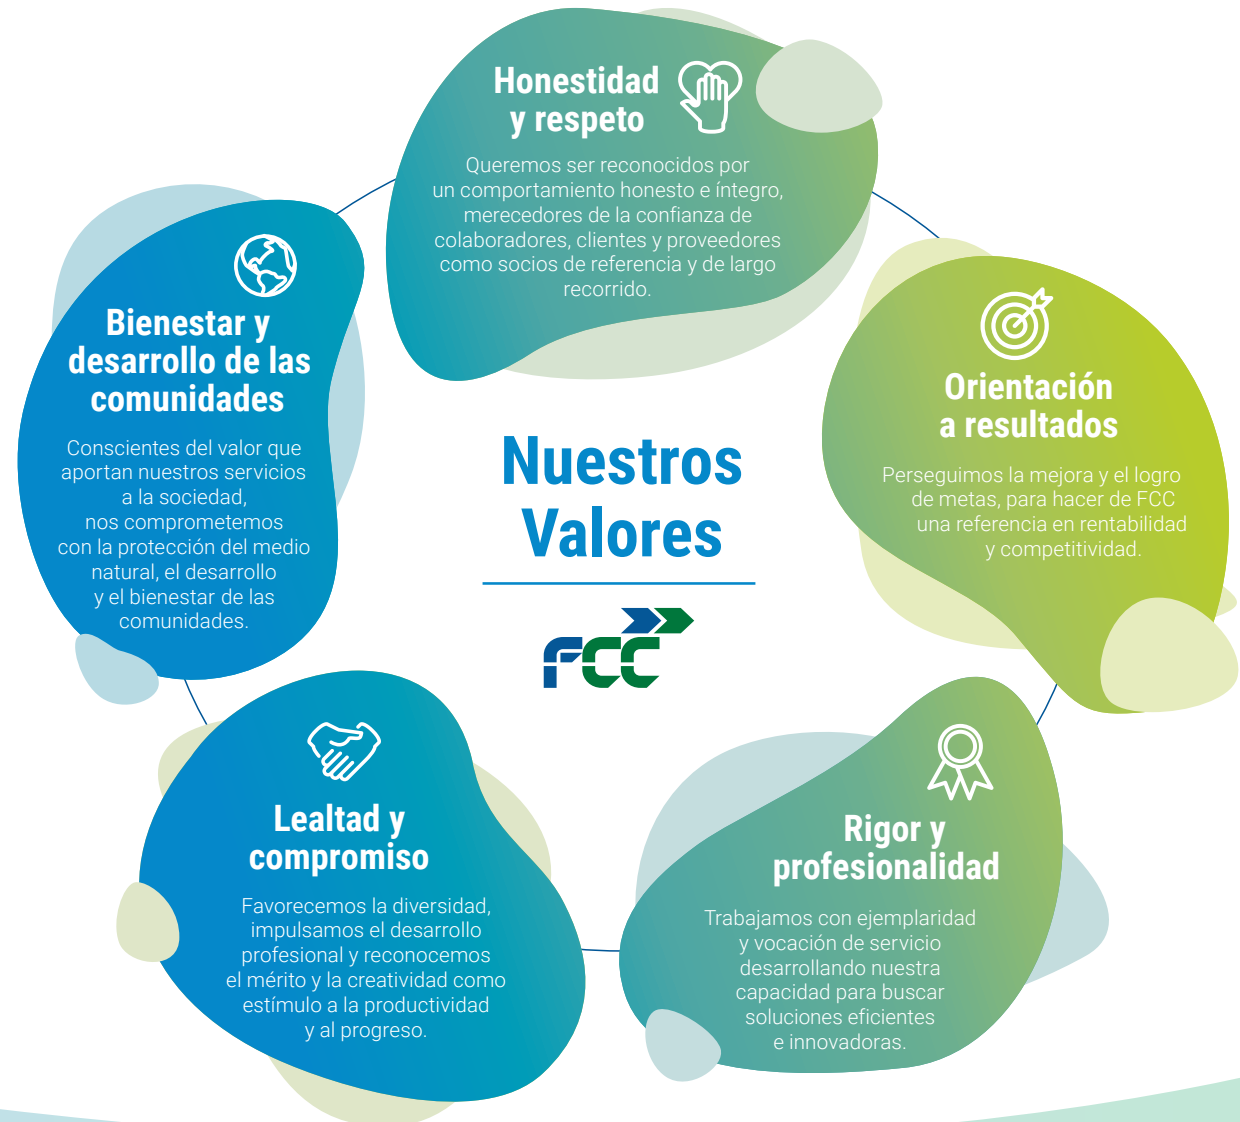 Honestidad
y respeto
Queremos ser reconocidos por
un comportamiento honesto e íntegro,
merecedores de la confianza de
colaboradores, clientes y proveedores
como socios de referencia y de largo
recorrido.
Orientación
a resultados
Perseguimos la mejora y el logro
de metas, para hacer de FCC
una referencia en rentabilidad
y competitividad.
Rigor y
profesionalidad
Trabajamos con ejemplaridad
y vocación de servicio
desarrollando nuestra
capacidad para buscar
soluciones eficientes
e innovadoras.
Lealtad y
compromiso
Favorecemos la diversidad,
impulsamos el desarrollo
profesional y reconocemos
el mérito y la creatividad como
estímulo a la productividad
y al progreso.
Bienestar y
desarrollo de las
comunidades
Conscientes del valor que
aportan nuestros servicios
a la sociedad,
nos comprometemos
con la protección del medio
natural, el desarrollo
y el bienestar de las
comunidades.
Nuestros
Valores
FCC